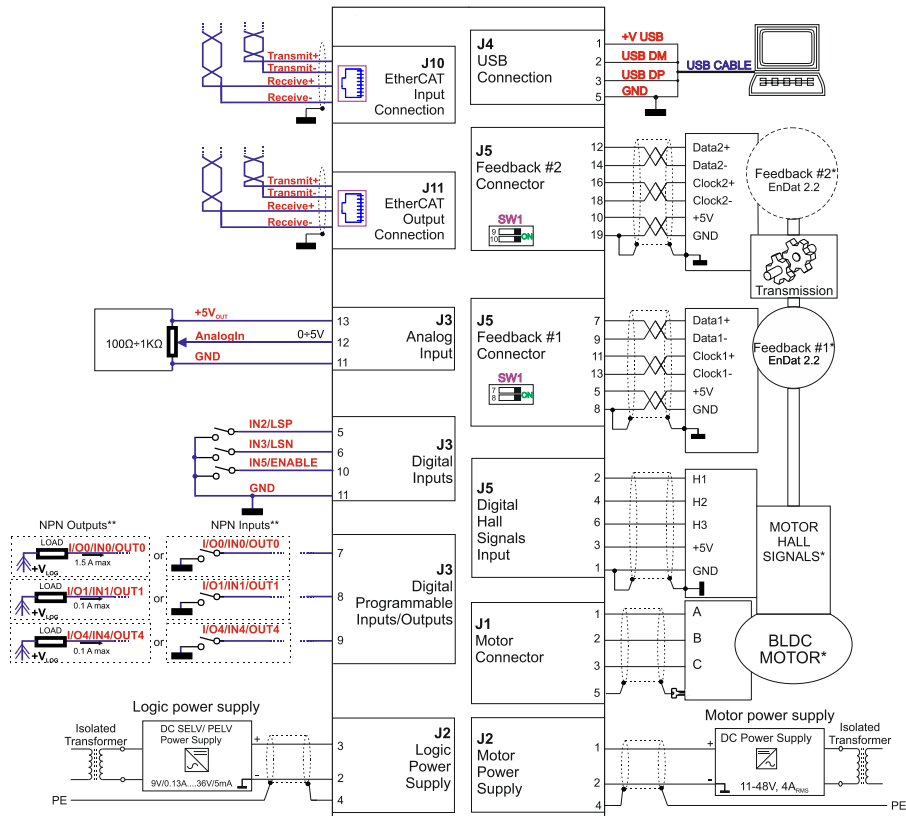 Transmit+
Transmit-
Receive+
Receive-
J10
EtherCAT
Input
Connection
J4
USB
Connection
1
2
3
5
+V USB
USB DM
USB DP
GND
USB CABLE
Transmit+
Transmit-
Receive+
Receive-
J11
EtherCAT
Output
Connection
J5
Feedback #2
Connector
SW1
9
10
ON
12
14
16
18
10
19
Data2+
Data2-
Clock2+
Clock2-
+5V
GND
Feedback #2*
EnDat 2.2
Transmission
100Ω÷1KΩ
+5VOUT
AnalogIn
0÷5V
GND
13
12
11
J3
Analog
Input
J5
Feedback #1
Connector
SW1
7
8
ON
7
9
11
13
5
8
Data1+
Data1-
Clock1+
Clock1-
+5V
GND
Feedback #1*
EnDat 2.2
IN2/LSP
IN3/LSN
IN5/ENABLE
GND
5
6
10
11
J3
Digital
Inputs
J5
Digital
Hall
Signals
Input
2
4
6
3
1
H1
H2
H3
+5V
GND
MOTOR
HALL
SIGNALS*
NPN Outputs**
NPN Inputs**
LOAD
I/O0/IN0/OUT0
1.5 A max
+VLOG
or
I/O0/IN0/OUT0
7
LOAD
I/O1/IN1/OUT1
0.1 A max
+VLOG
or
I/O1/IN1/OUT1
8
LOAD
I/O4/IN4/OUT4
0.1 A max
+VLOG
or
I/O4/IN4/OUT4
9
J3
Digital
Programmable
Inputs/Outputs
J1
Motor
Connector
1
2
3
5
A
B
C
BLDC
MOTOR*
Logic power supply
Isolated
Transformer
DC SELV/ PELV
Power Supply
9V/0.13A....36V/5mA
+
-
PE
3
2
4
J2
Logic
Power
Supply
J2
Motor
Power
Supply
1
2
4
Motor power supply
+
-
DC Power Supply
11-48V, 4ARMS
Isolated
Transformer
PE